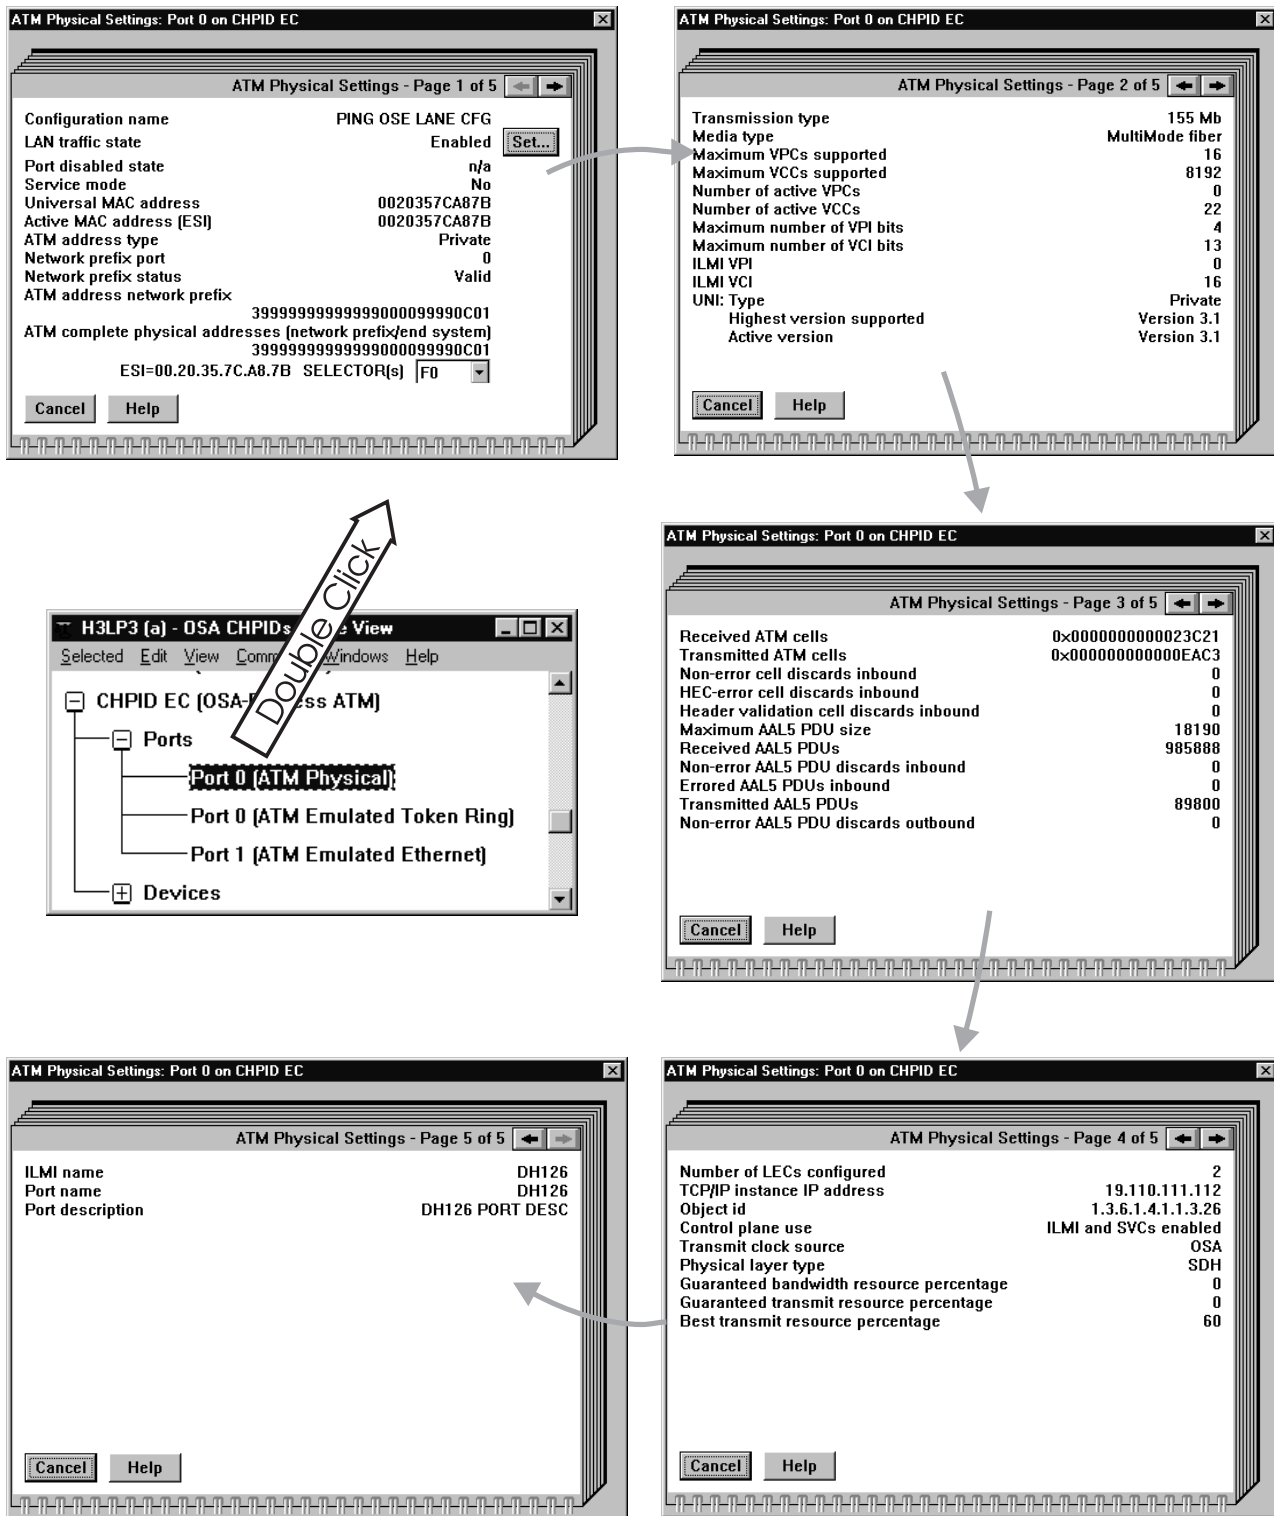 ATM Physical Settings: Port 0 on CHPID EC
ATM Physical Settings - Page 1 of 5
Configuration name PING OSE LANE CFG
LAN traffic state Enabled Set...
Port disabled state n/a
Service mode No
Universal MAC address 0020357CA87B
Active MAC address (ESI) 0020357CA87B
ATM address type Private
Network prefix port 0
Network prefix status Valid
ATM address network prefix
39999999999999000099990C01
ATM complete physical addresses (network prefix/end system)
39999999999999000099990C01
ESI=00.20.35.7C.A8.7B SELECTOR(s) F0
Cancel Help
ATM Physical Settings: Port 0 on CHPID EC
ATM Physical Settings - Page 2 of 5
Transmission type 155 Mb
Media type MultiMode fiber
Maximum VPCs supported 16
Maximum VCCs supported 8192
Number of active VPCs 0
Number of active VCCs 22
Maximum number of VPI bits 4
Maximum number of VCI bits 13
ILMI VPI 0
ILMI VCI 16
UNI: Type Private
Highest version supported Version 3.1
Active version Version 3.1
Cancel Help
Double Click
H3LP3 (a) - OSA CHPIDs View
Selected Edit View Windows Help
CHPID EC (OSA- ATM)
Ports
Port 0 (ATM Physical)
Port 0 (ATM Emulated Token Ring)
Port 1 (ATM Emulated Ethernet)
Devices
ATM Physical Settings: Port 0 on CHPID EC
ATM Physical Settings - Page 3 of 5
Received ATM cells 0x0000000000023C21
Transmitted ATM cells 0x000000000000EAC3
Non-error cell discards inbound 0
HEC-error cell discards inbound 0
Header validation cell discards inbound 0
Maximum AAL5 PDU size 18190
Received AAL5 PDUs 985888
Non-error AAL5 PDU discards inbound 0
Errored AAL5 PDUs inbound 0
Transmitted AAL5 PDUs 89800
Non-error AAL5 PDU discards outbound 0
Cancel Help
ATM Physical Settings: Port 0 on CHPID EC
ATM Physical Settings - Page 4 of 5
Number of LECs configured 2
TCP/IP instance IP address 19.110.111.112
Object id 1.3.6.1.4.1.1.3.26
Control plane use ILMI and SVCs enabled
Transmit clock source OSA
Physical layer type SDH
Guaranteed bandwidth resource percentage 0
Guaranteed transmit resource percentage 0
Best transmit resource percentage 60
Cancel Help
ATM Physical Settings: Port 0 on CHPID EC
ATM Physical Settings - Page 5 of 5
ILMI name DH126
Port name DH126
Port description DH126 PORT DESC
Cancel Help